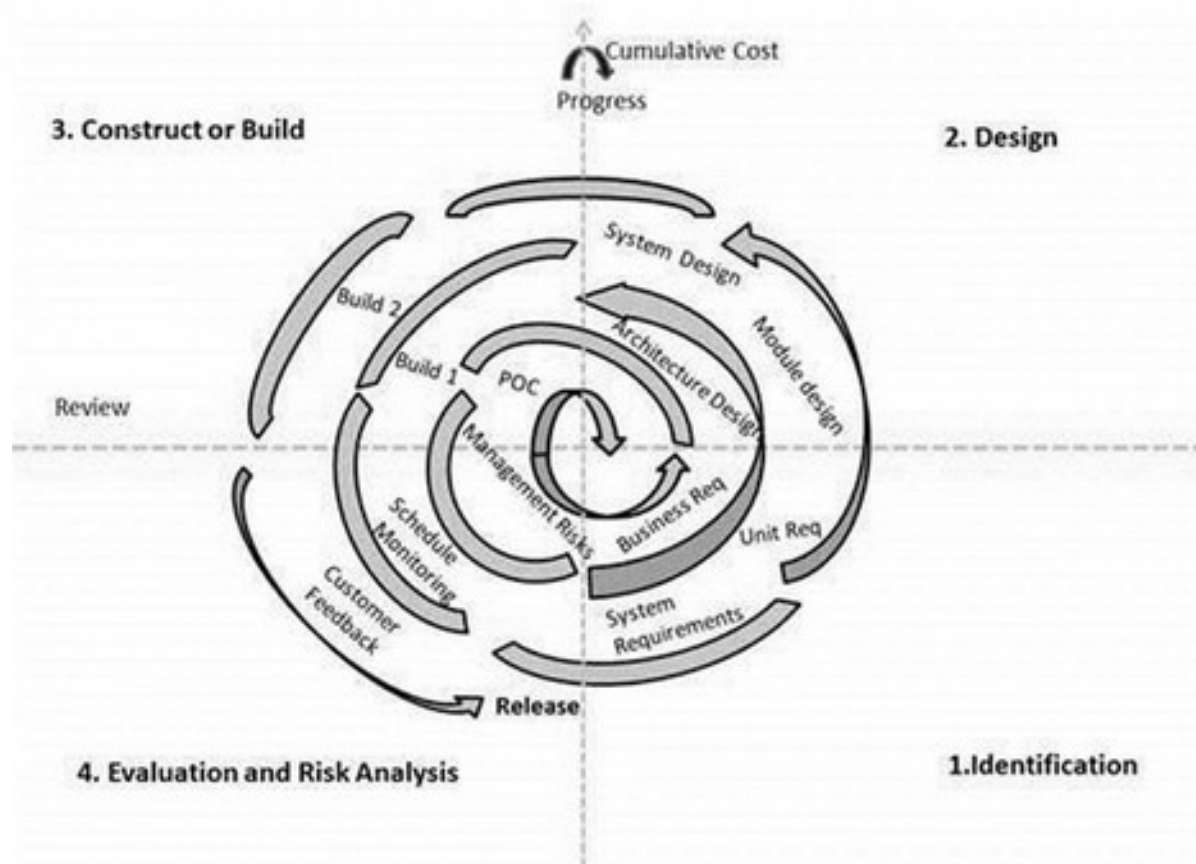 Cumulative Cost
Progress
3. Construct or Build
2. Design
System Design
Build 2
Module design
Architecture Design
Build 1
POC
Review
Management Risks
Business Req
Unit Req
Schedule
Monitoring
System
Requirements
Customer
Feedback
Release
4. Evaluation and Risk Analysis
1.Identification